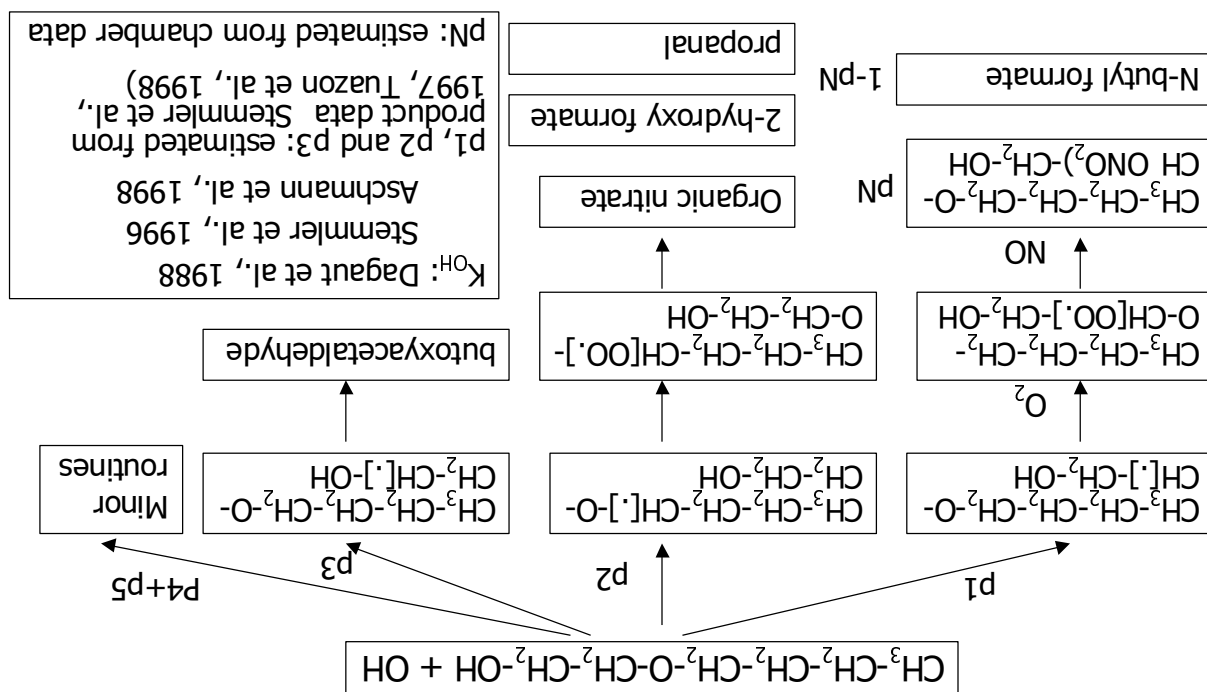 CH₃-CH₂-CH₂-CH₂-O-CH₂-CH₂-OH + OH
p1
p2
p3
P4+p5
CH₃-CH₂-CH₂-CH₂-O-
CH[.]-CH₂-OH
CH₃-CH₂-CH₂-CH[.]-O-
CH₂-CH₂-OH
CH₃-CH₂-CH₂-CH₂-O-
CH₂-CH[.]-OH
Minor
routines
O₂
CH₃-CH₂-CH₂-CH₂-
O-CH[OO.]-CH₂-OH
CH₃-CH₂-CH₂-CH[OO.]-
O-CH₂-CH₂-OH
butoxyacetaldehyde
NO
CH₃-CH₂-CH₂-CH₂-O-
CH ONO₂)-CH₂-OH
pN
Organic nitrate
N-butyl formate
1-pN
2-hydroxy formate
propanal
K_OH: Dagaut et al., 1988
Stemmler et al., 1996
Aschmann et al., 1998
p1, p2 and p3: estimated from
product data Stemmler et al.,
1997, Tuazon et al., 1998)
pN: estimated from chamber data